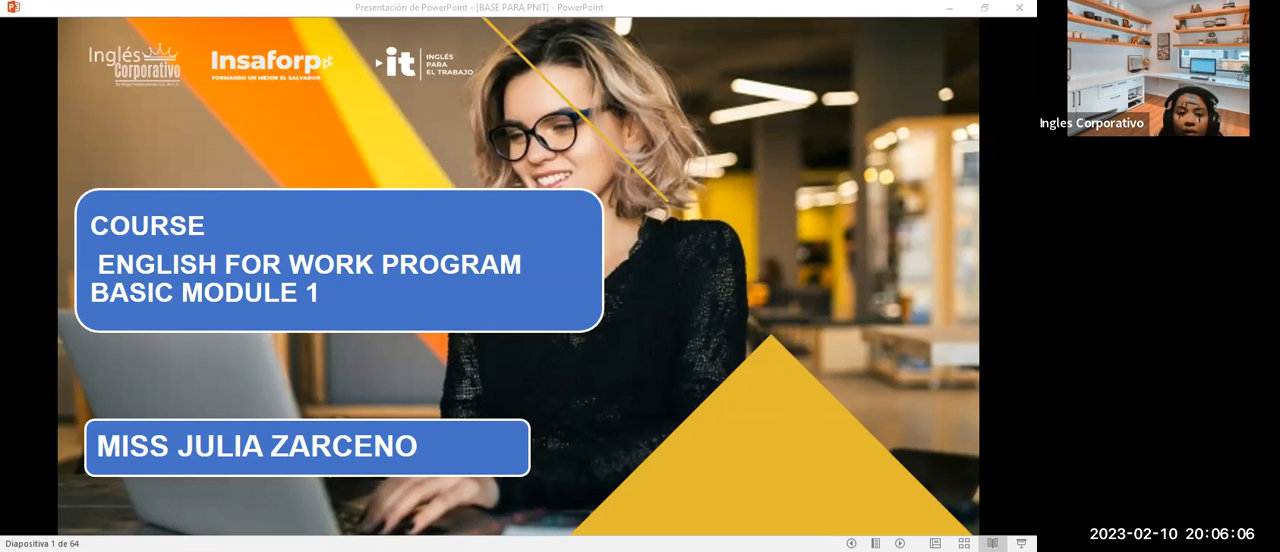 Presentación de PowerPoint - [BASE PARA PNIT] - PowerPoint
Inglés
Corporativo
Insaforp
FORMANDO UN MEJOR EL SALVADOR
it
INGLÉS
PARA
EL TRABAJO
Ingles Corporativo
COURSE
ENGLISH FOR WORK PROGRAM
BASIC MODULE 1
MISS JULIA ZARCENO
2023-02-10 20:06:06
Diapositiva 1 de 64